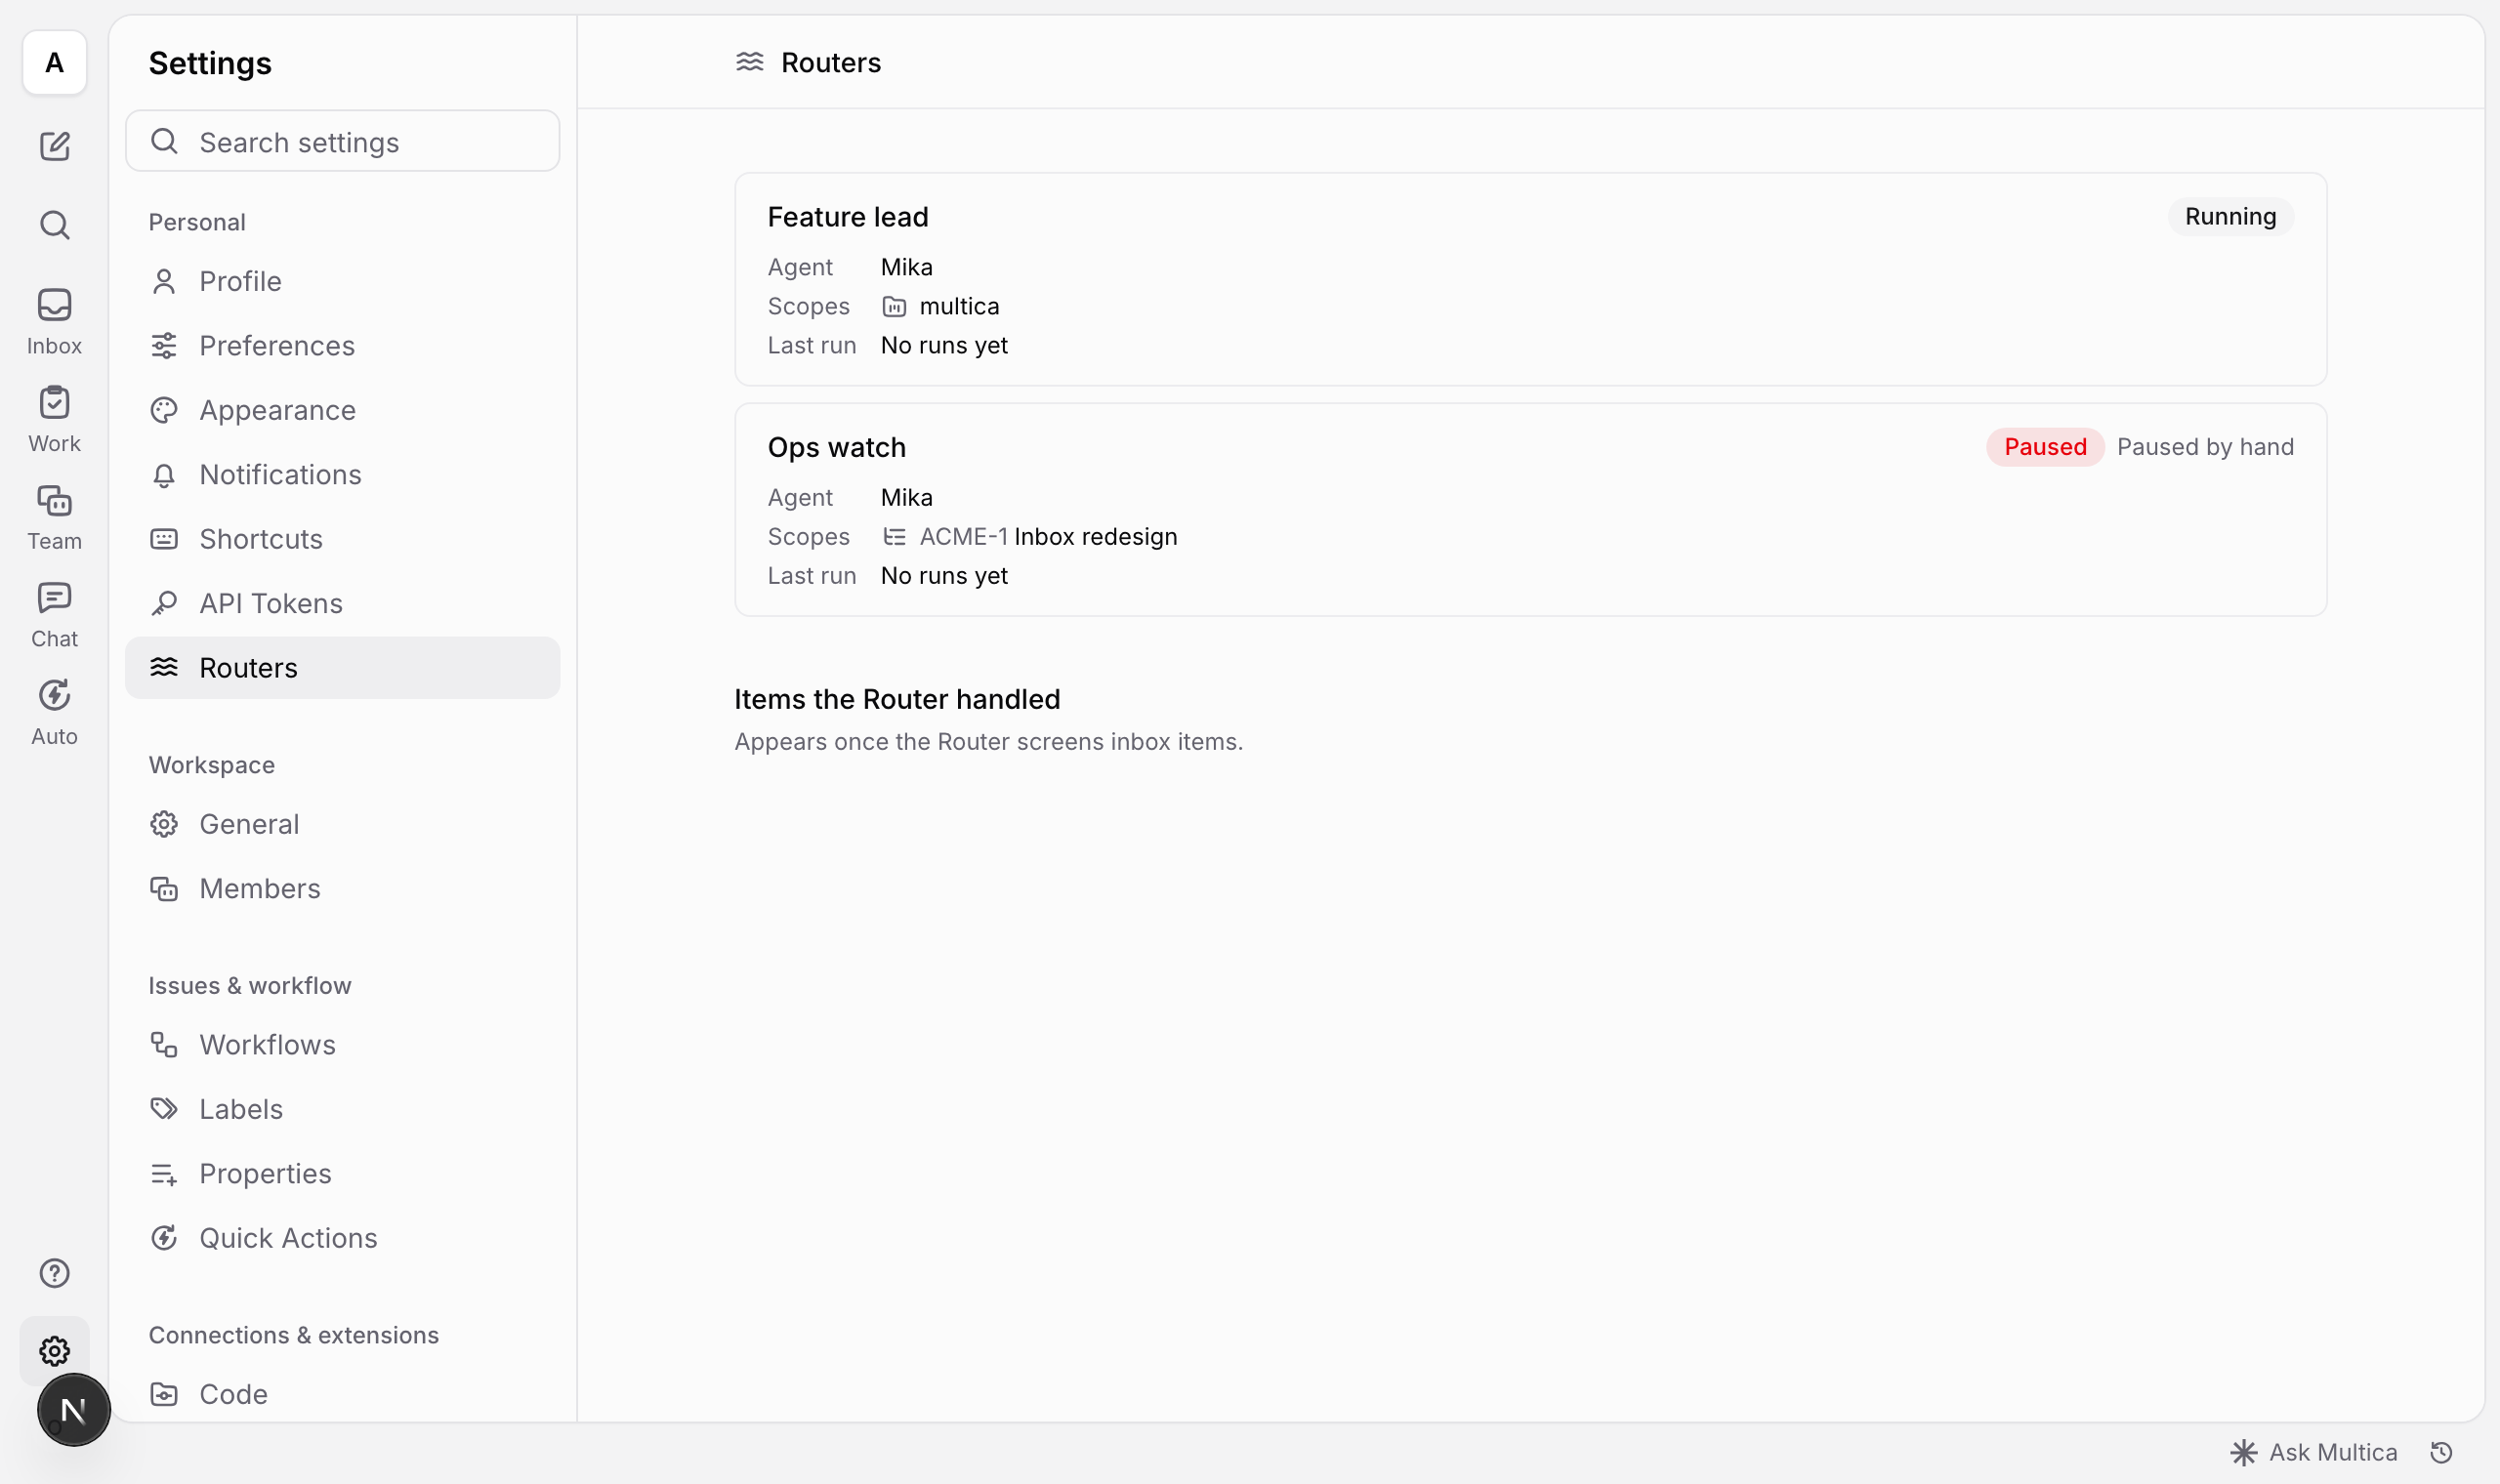 A
Inbox
Work
Team
Chat
Auto
N
Settings
Search settings
Personal
Profile
Preferences
Appearance
Notifications
Shortcuts
API Tokens
Routers
Workspace
General
Members
Issues & workflow
Workflows
Labels
Properties
Quick Actions
Connections & extensions
Code
Routers
Feature lead
Running
Agent Mika
Scopes multica
Last run No runs yet
Ops watch
Paused Paused by hand
Agent Mika
Scopes ACME-1 Inbox redesign
Last run No runs yet
Items the Router handled
Appears once the Router screens inbox items.
Ask Multica